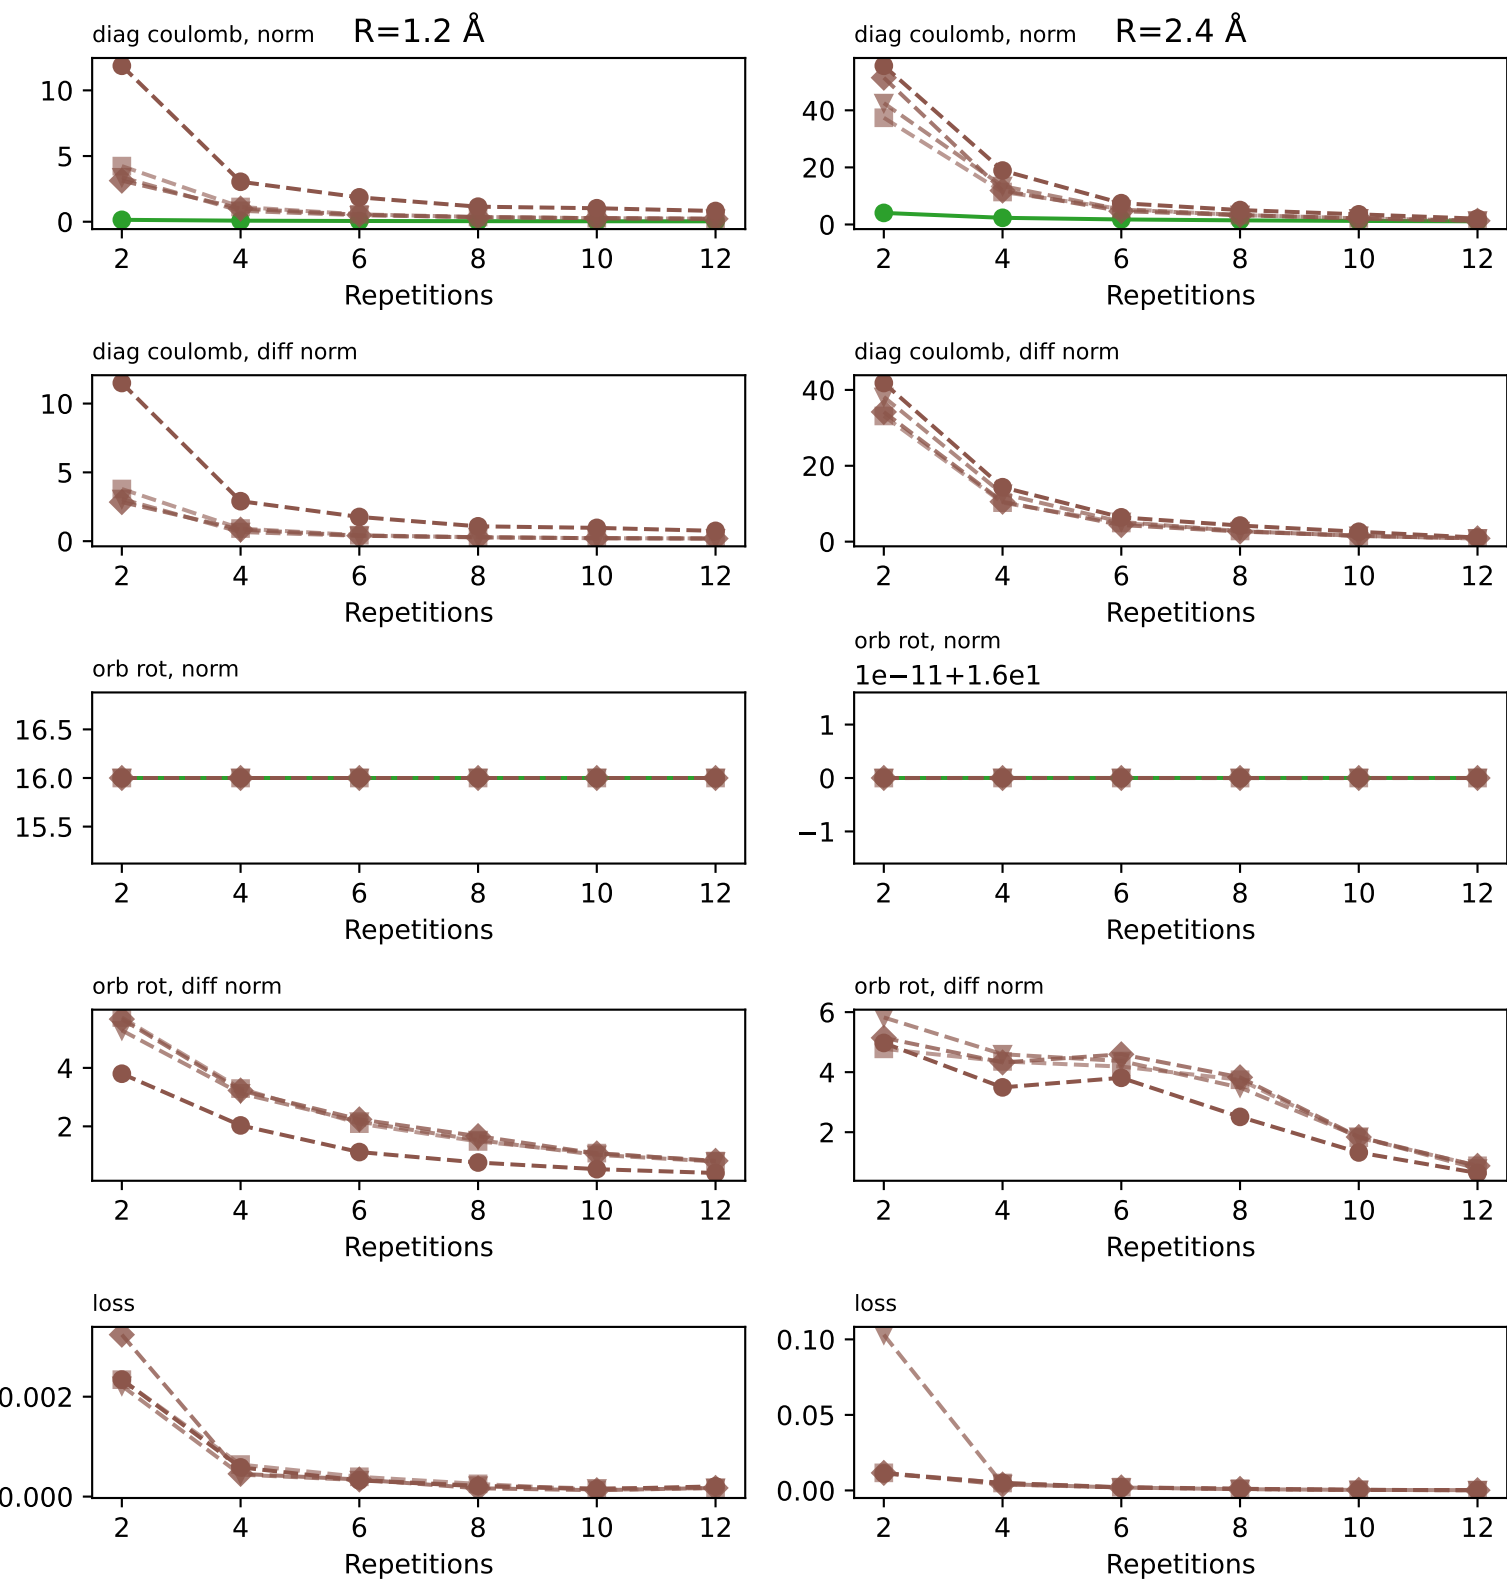 diag coulomb, norm R=1.2 Å
10
5
0
2 4 6 8 10 12
Repetitions
diag coulomb, norm R=2.4 Å
40
20
0
2 4 6 8 10 12
Repetitions
diag coulomb, diff norm
10
5
0
2 4 6 8 10 12
Repetitions
diag coulomb, diff norm
40
20
0
2 4 6 8 10 12
Repetitions
orb rot, norm
16.5
16.0
15.5
2 4 6 8 10 12
Repetitions
orb rot, norm
1e−11+1.6e1
1
0
−1
2 4 6 8 10 12
Repetitions
orb rot, diff norm
4
2
2 4 6 8 10 12
Repetitions
orb rot, diff norm
6
4
2
2 4 6 8 10 12
Repetitions
loss
0.002
0.000
2 4 6 8 10 12
Repetitions
loss
0.10
0.05
0.00
2 4 6 8 10 12
Repetitions